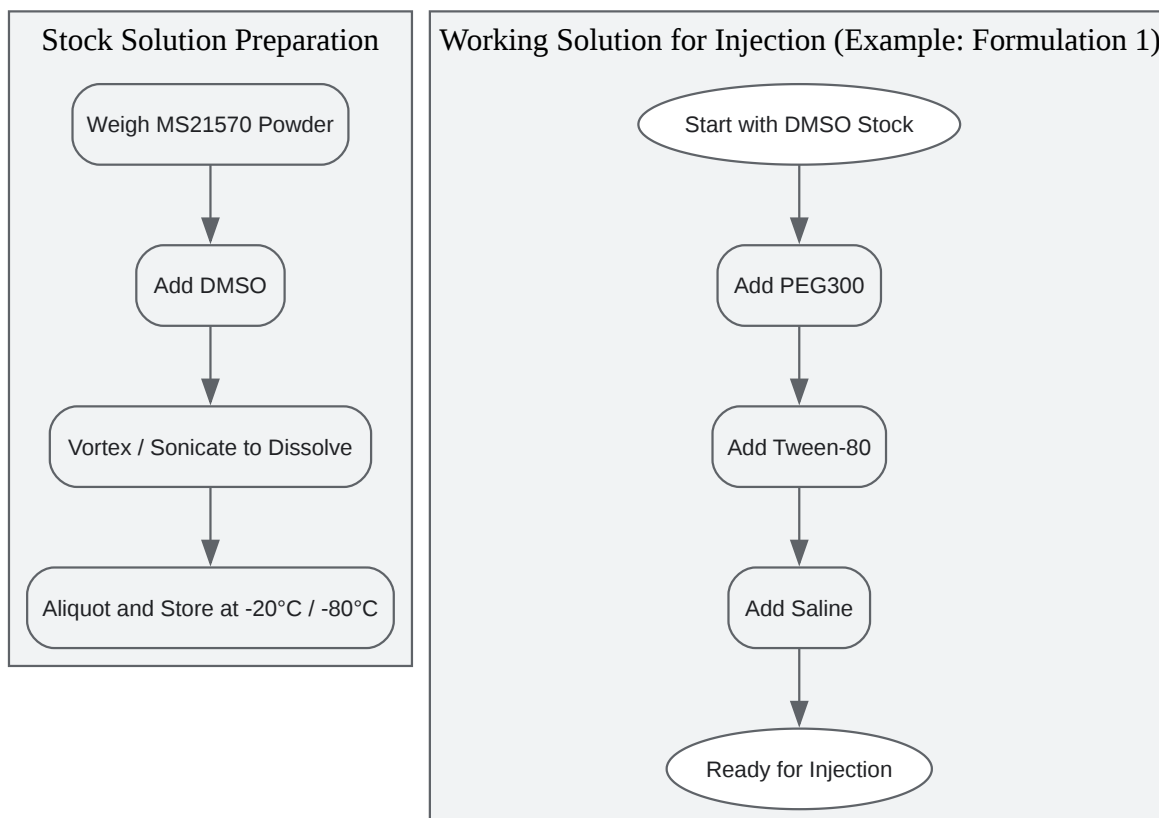 Stock Solution Preparation
Weigh MS21570 Powder
Add DMSO
Vortex / Sonicate to Dissolve
Aliquot and Store at -20°C / -80°C
Working Solution for Injection (Example: Formulation 1)
Start with DMSO Stock
Add PEG300
Add Tween-80
Add Saline
Ready for Injection